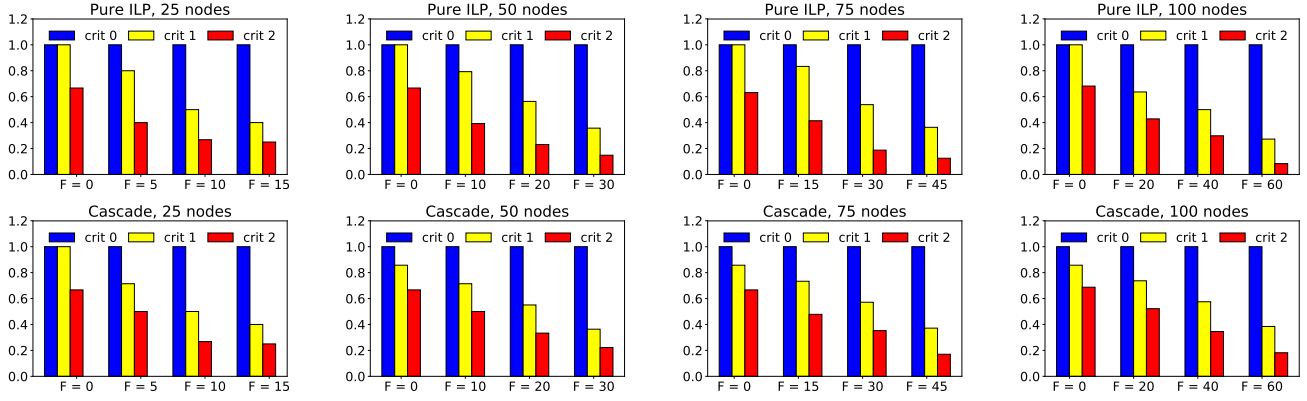 Pure ILP, 25 nodes
1.2
1.0
0.8
0.6
0.4
0.2
0.0
crit 0 crit 1 crit 2
F = 0 F = 5 F = 10 F = 15
Pure ILP, 50 nodes
1.2
1.0
0.8
0.6
0.4
0.2
0.0
crit 0 crit 1 crit 2
F = 0 F = 10 F = 20 F = 30
Pure ILP, 75 nodes
1.2
1.0
0.8
0.6
0.4
0.2
0.0
crit 0 crit 1 crit 2
F = 0 F = 15 F = 30 F = 45
Pure ILP, 100 nodes
1.2
1.0
0.8
0.6
0.4
0.2
0.0
crit 0 crit 1 crit 2
F = 0 F = 20 F = 40 F = 60
Cascade, 25 nodes
1.2
1.0
0.8
0.6
0.4
0.2
0.0
crit 0 crit 1 crit 2
F = 0 F = 5 F = 10 F = 15
Cascade, 50 nodes
1.2
1.0
0.8
0.6
0.4
0.2
0.0
crit 0 crit 1 crit 2
F = 0 F = 10 F = 20 F = 30
Cascade, 75 nodes
1.2
1.0
0.8
0.6
0.4
0.2
0.0
crit 0 crit 1 crit 2
F = 0 F = 15 F = 30 F = 45
Cascade, 100 nodes
1.2
1.0
0.8
0.6
0.4
0.2
0.0
crit 0 crit 1 crit 2
F = 0 F = 20 F = 40 F = 60